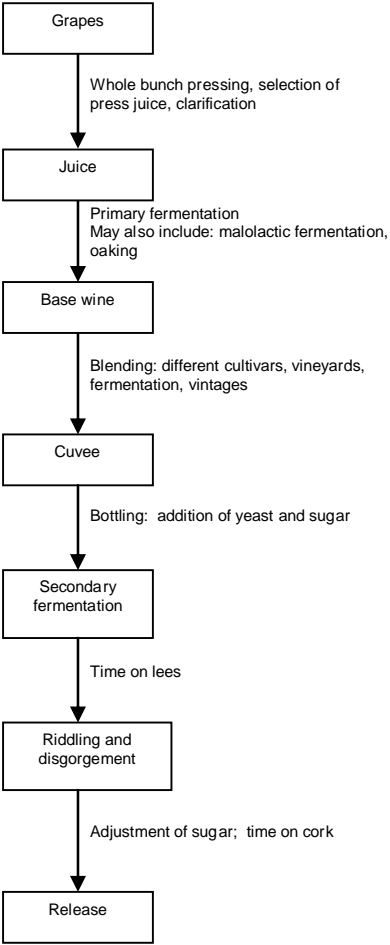 Grapes
Whole bunch pressing, selection of
press juice, clarification
Juice
Primary fermentation
May also include: malolactic fermentation,
oaking
Base wine
Blending: different cultivars, vineyards,
fermentation, vintages
Cuvee
Bottling:  addition of yeast and sugar
Secondary
fermentation
Time on lees
Riddling and
disgorgement
Adjustment of sugar;  time on cork
Release